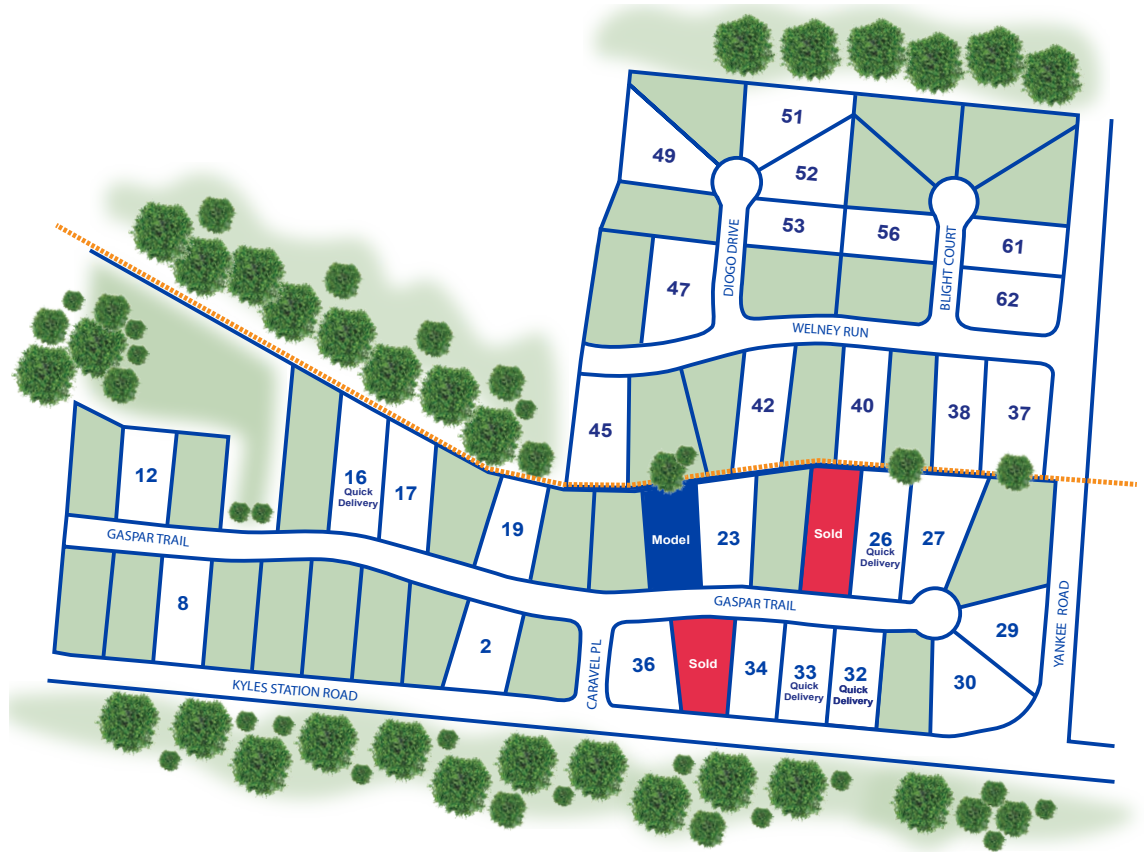 51
49
52
53
56
61
DIOGO DRIVE
BLIGHT COURT
47
62
WELNEY RUN
42
40
38
37
45
12
16
Quick
Delivery
17
19
Model
23
Sold
26
Quick
Delivery
27
GASPAR TRAIL
8
GASPAR TRAIL
29
YANKEE ROAD
2
CARAVEL PL
36
Sold
34
33
Quick
Delivery
32
Quick
Delivery
30
KYLES STATION ROAD